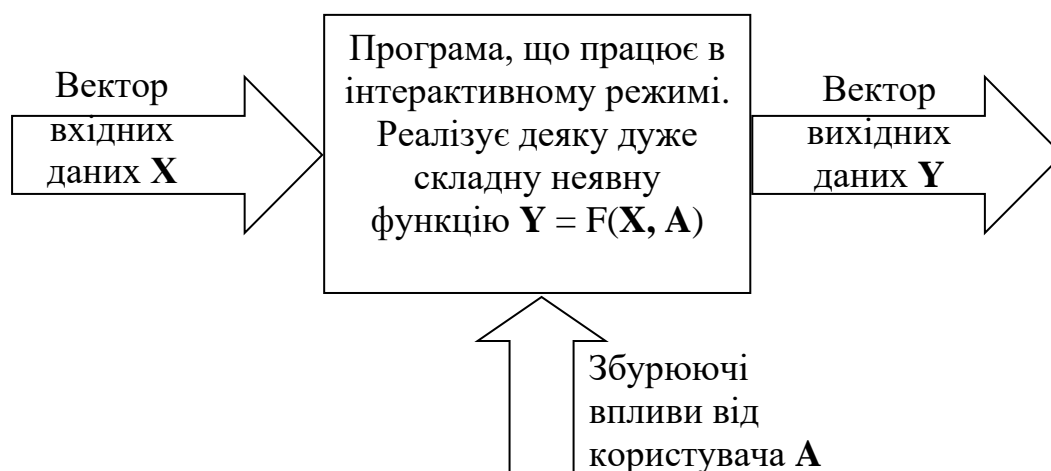 Вектор
вхідних
даних X
Програма, що працює в
інтерактивному режимі.
Реалізує деяку дуже
складну неявну
функцію Y = F(X, A)
Вектор
вихідних
даних Y
Збурюючі
впливи від
користувача A